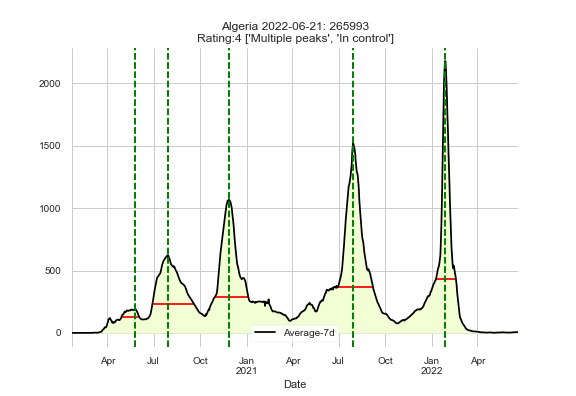 Algeria 2022-06-21: 265993
Rating:4 ['Multiple peaks', 'In control']
2000
1500
1000
500
0
Average-7d
Apr Jul Oct Jan Apr Jul Oct Jan Apr
2021 2022
Date